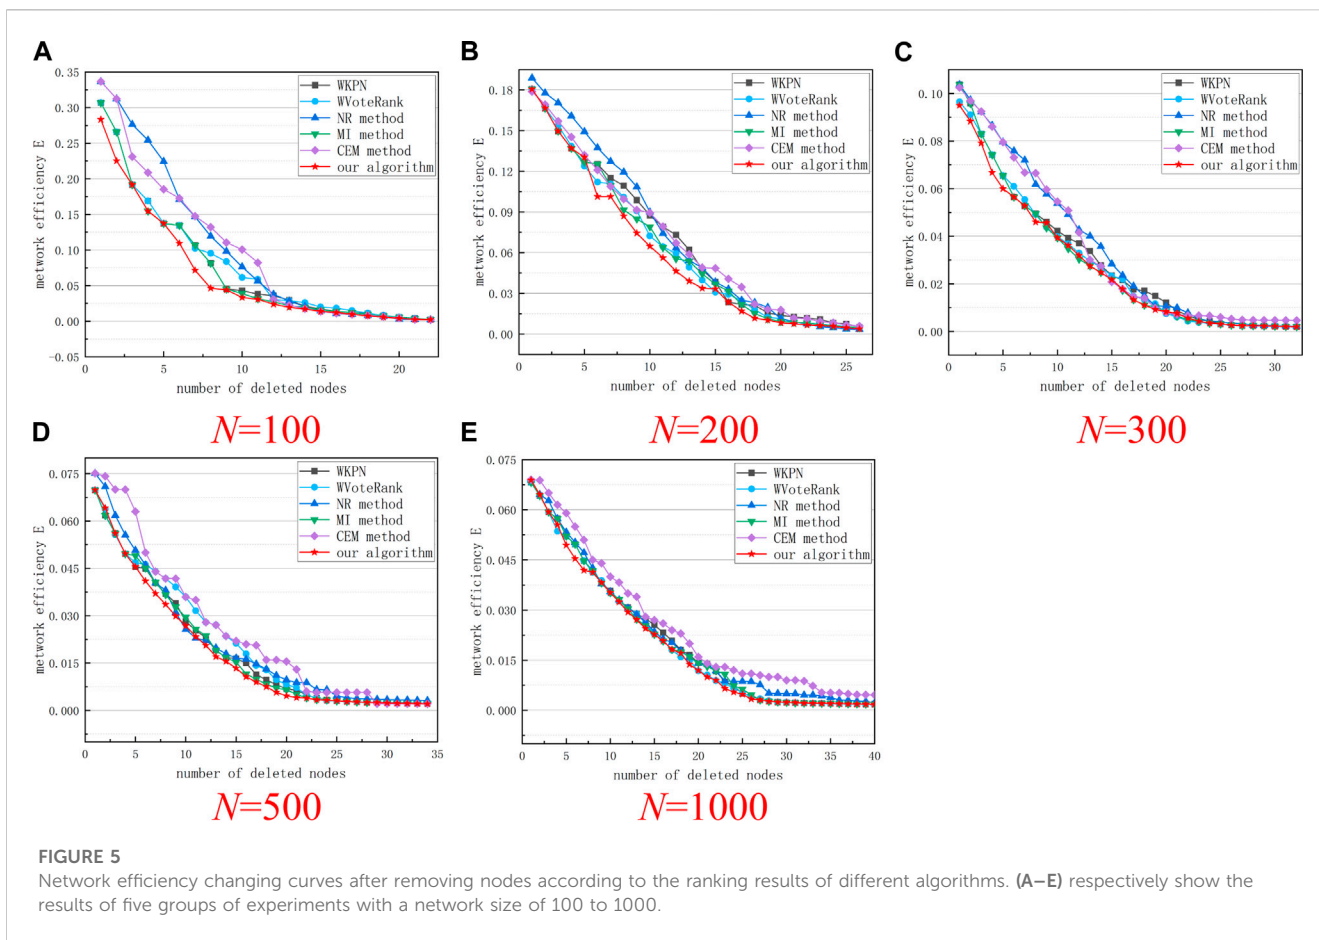 A
metwork efficiency E
0.35
0.30
0.25
0.20
0.15
0.10
0.05
0.00
-0.05
WKPN
WVoteRank
NR method
MI method
CEM method
our algorithm
0 5 10 15 20
number of deleted nodes
N=100
B
metwork efficiency E
0.18
0.15
0.12
0.09
0.06
0.03
0.00
WKPN
WVoteRank
NR method
MI method
CEM method
our algorithm
0 5 10 15 20 25
number of deleted nodes
N=200
C
metwork efficiency E
0.10
0.08
0.06
0.04
0.02
0.00
WKPN
WVoteRank
NR method
MI method
CEM method
our algorithm
0 5 10 15 20 25 30
number of deleted nodes
N=300
D
metwork efficiency E
0.075
0.060
0.045
0.030
0.015
0.000
WKPN
WVoteRank
NR method
MI method
CEM method
our algorithm
0 5 10 15 20 25 30 35
number of deleted nodes
N=500
E
metwork efficiency E
0.075
0.060
0.045
0.030
0.015
0.000
WKPN
WVoteRank
NR method
MI method
CEM method
our algorithm
0 5 10 15 20 25 30 35 40
number of deleted nodes
N=1000
FIGURE 5
Network efficiency changing curves after removing nodes according to the ranking results of different algorithms. (A–E) respectively show the
results of five groups of experiments with a network size of 100 to 1000.